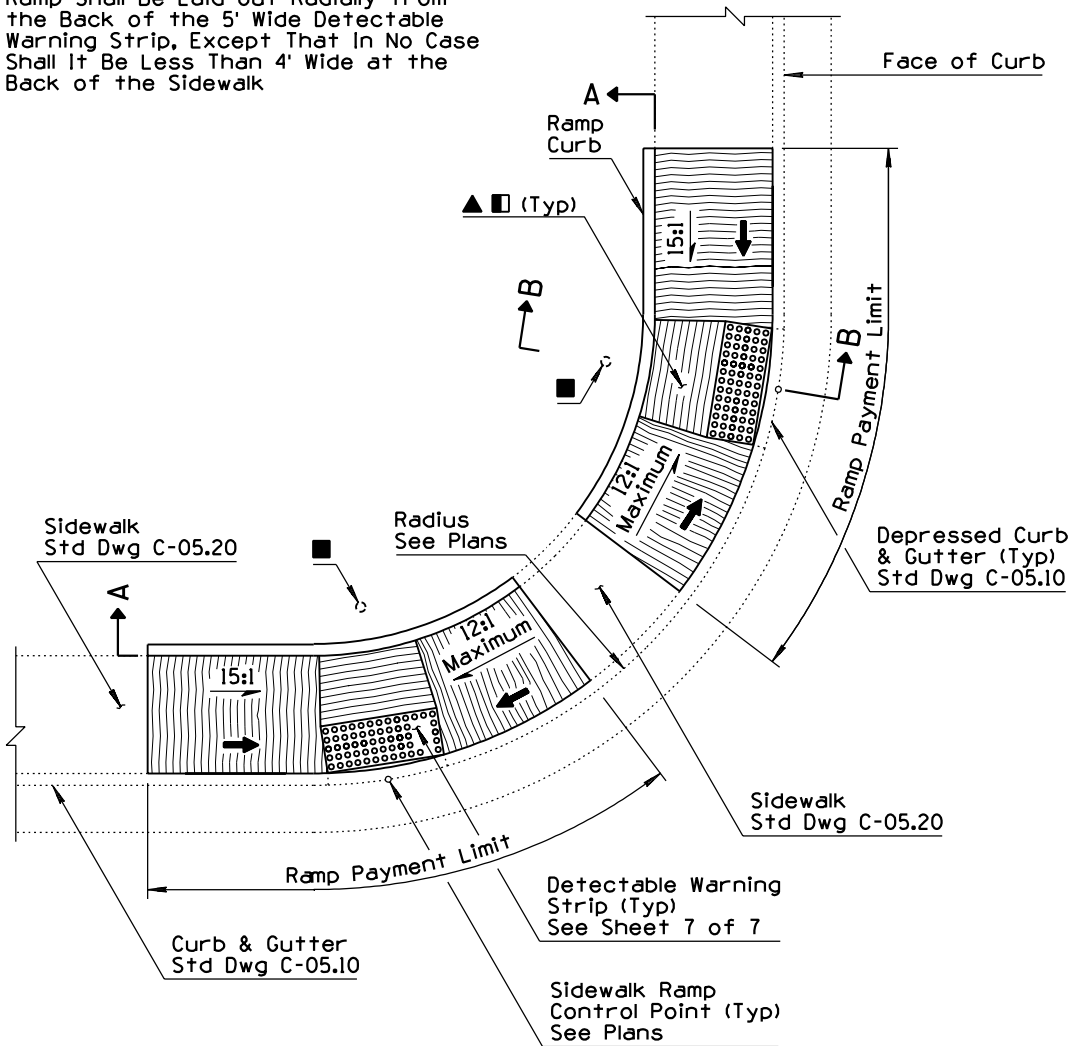 Ramp Shall Be Laid Out Radially from
the Back of the 5' Wide Detectable
Warning Strip, Except That In No Case
Shall It Be Less Than 4' Wide at the
Back of the Sidewalk
Face of Curb
A
Ramp
Curb
(Typ)
15:1
B
B
Ramp Payment Limit
12:1
Maximum
Sidewalk
Std Dwg C-05.20
Radius
See Plans
Depressed Curb
& Gutter (Typ)
Std Dwg C-05.10
A
12:1
Maximum
15:1
Sidewalk
Std Dwg C-05.20
Ramp Payment Limit
Detectable Warning
Strip (Typ)
See Sheet 7 of 7
Curb & Gutter
Std Dwg C-05.10
Sidewalk Ramp
Control Point (Typ)
See Plans